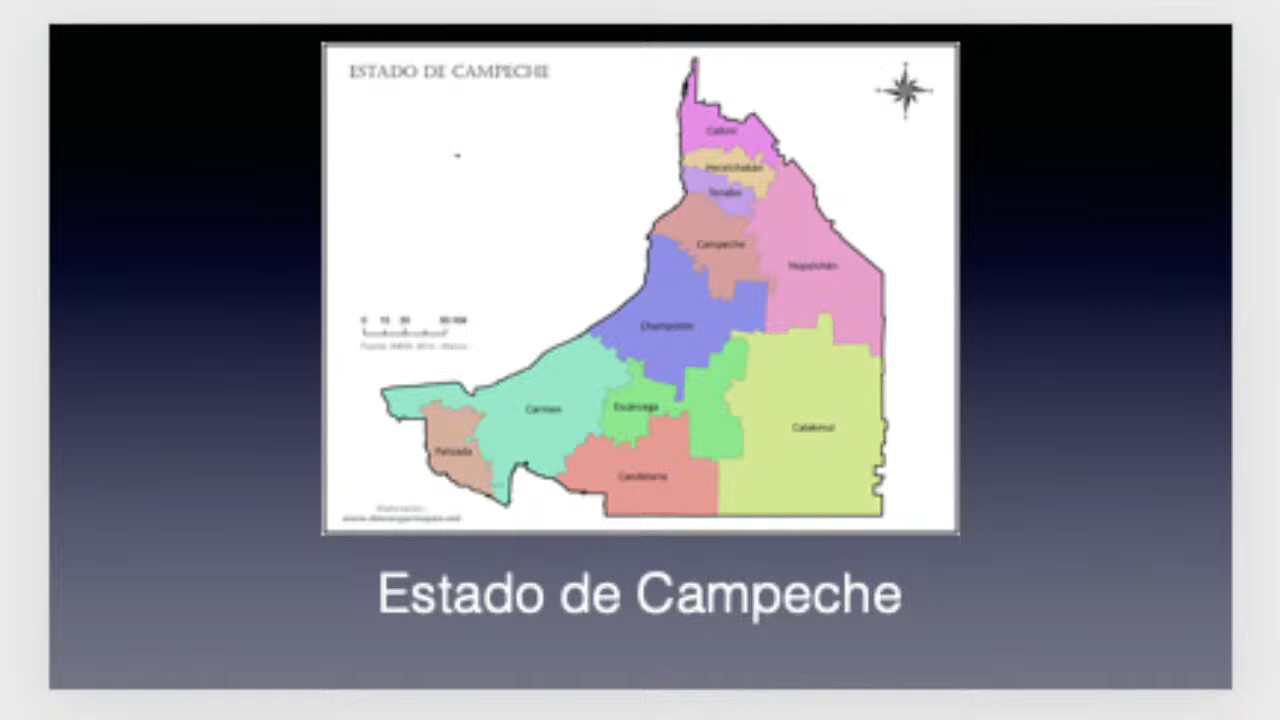 ESTADO DE CAMPECHE
Calkiní
Hecelchakán
Tenabo
Campeche
Hopelchén
Champotón
Carmen
Escárcega
Calakmul
Palizada
Candelaria
Estado de Campeche